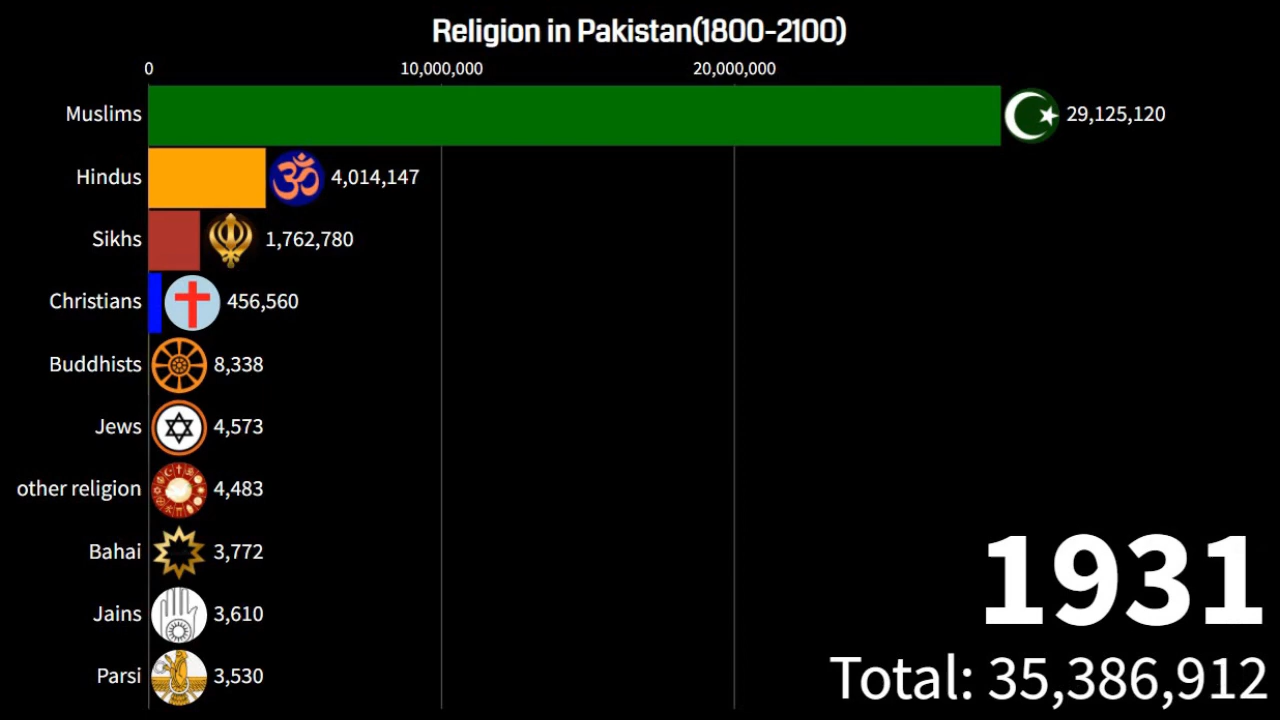 Religion in Pakistan(1800-2100)
0 10,000,000 20,000,000
Muslims 29,125,120
Hindus ॐ 4,014,147
Sikhs 1,762,780
Christians 456,560
Buddhists 8,338
Jews 4,573
other religion 4,483
Bahai 3,772
Jains 3,610
Parsi 3,530
1931
Total: 35,386,912